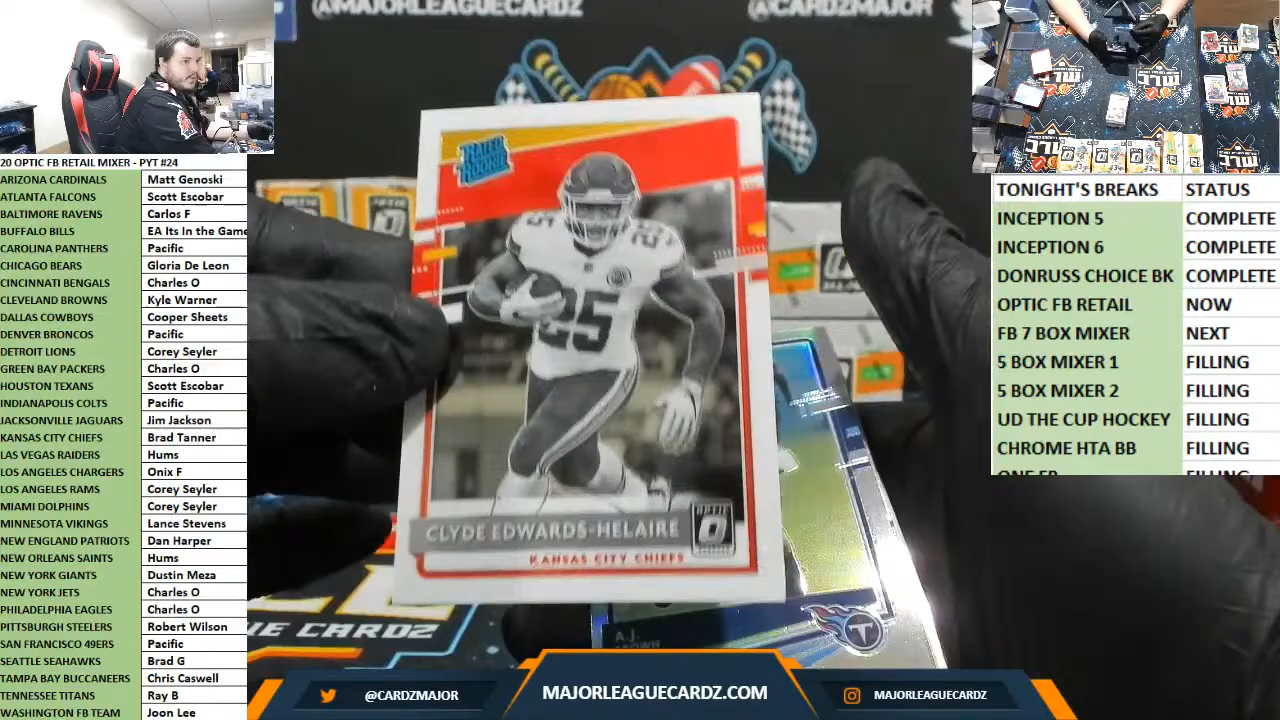 @MAJORLEAGUECARDZ
@CARDZMAJOR
20 OPTIC FB RETAIL MIXER - PYT #24
ARIZONA CARDINALS Matt Genoski
ATLANTA FALCONS Scott Escobar
BALTIMORE RAVENS Carlos F
BUFFALO BILLS EA Its In the Game
CAROLINA PANTHERS Pacific
CHICAGO BEARS Gloria De Leon
CINCINNATI BENGALS Charles O
CLEVELAND BROWNS Kyle Warner
DALLAS COWBOYS Cooper Sheets
DENVER BRONCOS Pacific
DETROIT LIONS Corey Seyler
GREEN BAY PACKERS Charles O
HOUSTON TEXANS Scott Escobar
INDIANAPOLIS COLTS Pacific
JACKSONVILLE JAGUARS Jim Jackson
KANSAS CITY CHIEFS Brad Tanner
LAS VEGAS RAIDERS Hums
LOS ANGELES CHARGERS Onix F
LOS ANGELES RAMS Corey Seyler
MIAMI DOLPHINS Corey Seyler
MINNESOTA VIKINGS Lance Stevens
NEW ENGLAND PATRIOTS Dan Harper
NEW ORLEANS SAINTS Hums
NEW YORK GIANTS Dustin Meza
NEW YORK JETS Charles O
PHILADELPHIA EAGLES Charles O
PITTSBURGH STEELERS Robert Wilson
SAN FRANCISCO 49ERS Pacific
SEATTLE SEAHAWKS Brad G
TAMPA BAY BUCCANEERS Chris Caswell
TENNESSEE TITANS Ray B
WASHINGTON FB TEAM Joon Lee
RATED
ROOKIE
25
25
25
CLYDE EDWARDS-HELAIRE
OPTIC
KANSAS CITY CHIEFS
A.J.
BROWN
T
IE CARDZ
TONIGHT'S BREAKS STATUS
INCEPTION 5 COMPLETE
INCEPTION 6 COMPLETE
DONRUSS CHOICE BK COMPLETE
OPTIC FB RETAIL NOW
FB 7 BOX MIXER NEXT
5 BOX MIXER 1 FILLING
5 BOX MIXER 2 FILLING
UD THE CUP HOCKEY FILLING
CHROME HTA BB FILLING
ONE FB FILLING
@CARDZMAJOR
MAJORLEAGUECARDZ.COM
MAJORLEAGUECARDZ